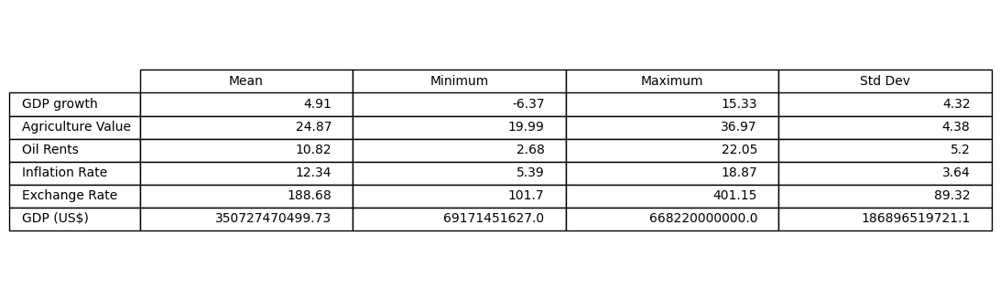 Mean Minimum Maximum Std Dev
GDP growth 4.91 -6.37 15.33 4.32
Agriculture Value 24.87 19.99 36.97 4.38
Oil Rents 10.82 2.68 22.05 5.2
Inflation Rate 12.34 5.39 18.87 3.64
Exchange Rate 188.68 101.7 401.15 89.32
GDP (US$) 350727470499.73 69171451627.0 668220000000.0 186896519721.1